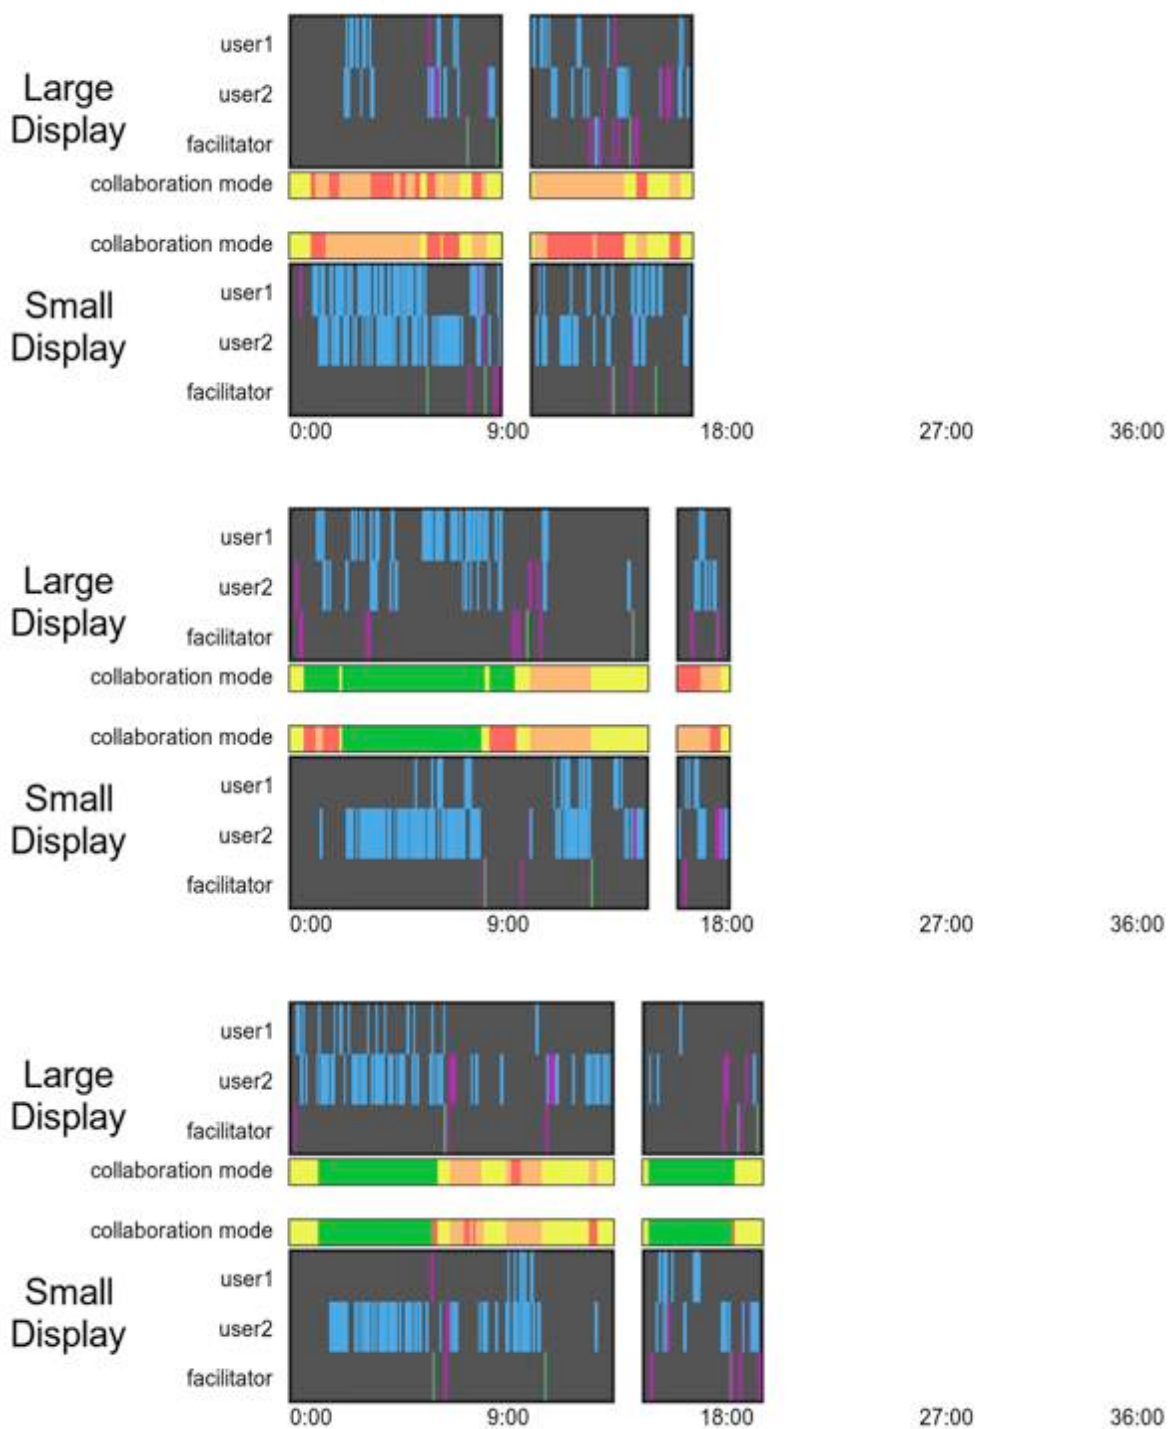 user1
Large
Display
user2
facilitator
collaboration mode
collaboration mode
Small
Display
user1
user2
facilitator
0:00 9:00 18:00 27:00 36:00
Large
Display
user1
user2
facilitator
collaboration mode
collaboration mode
Small
Display
user1
user2
facilitator
0:00 9:00 18:00 27:00 36:00
Large
Display
user1
user2
facilitator
collaboration mode
collaboration mode
Small
Display
user1
user2
facilitator
0:00 9:00 18:00 27:00 36:00